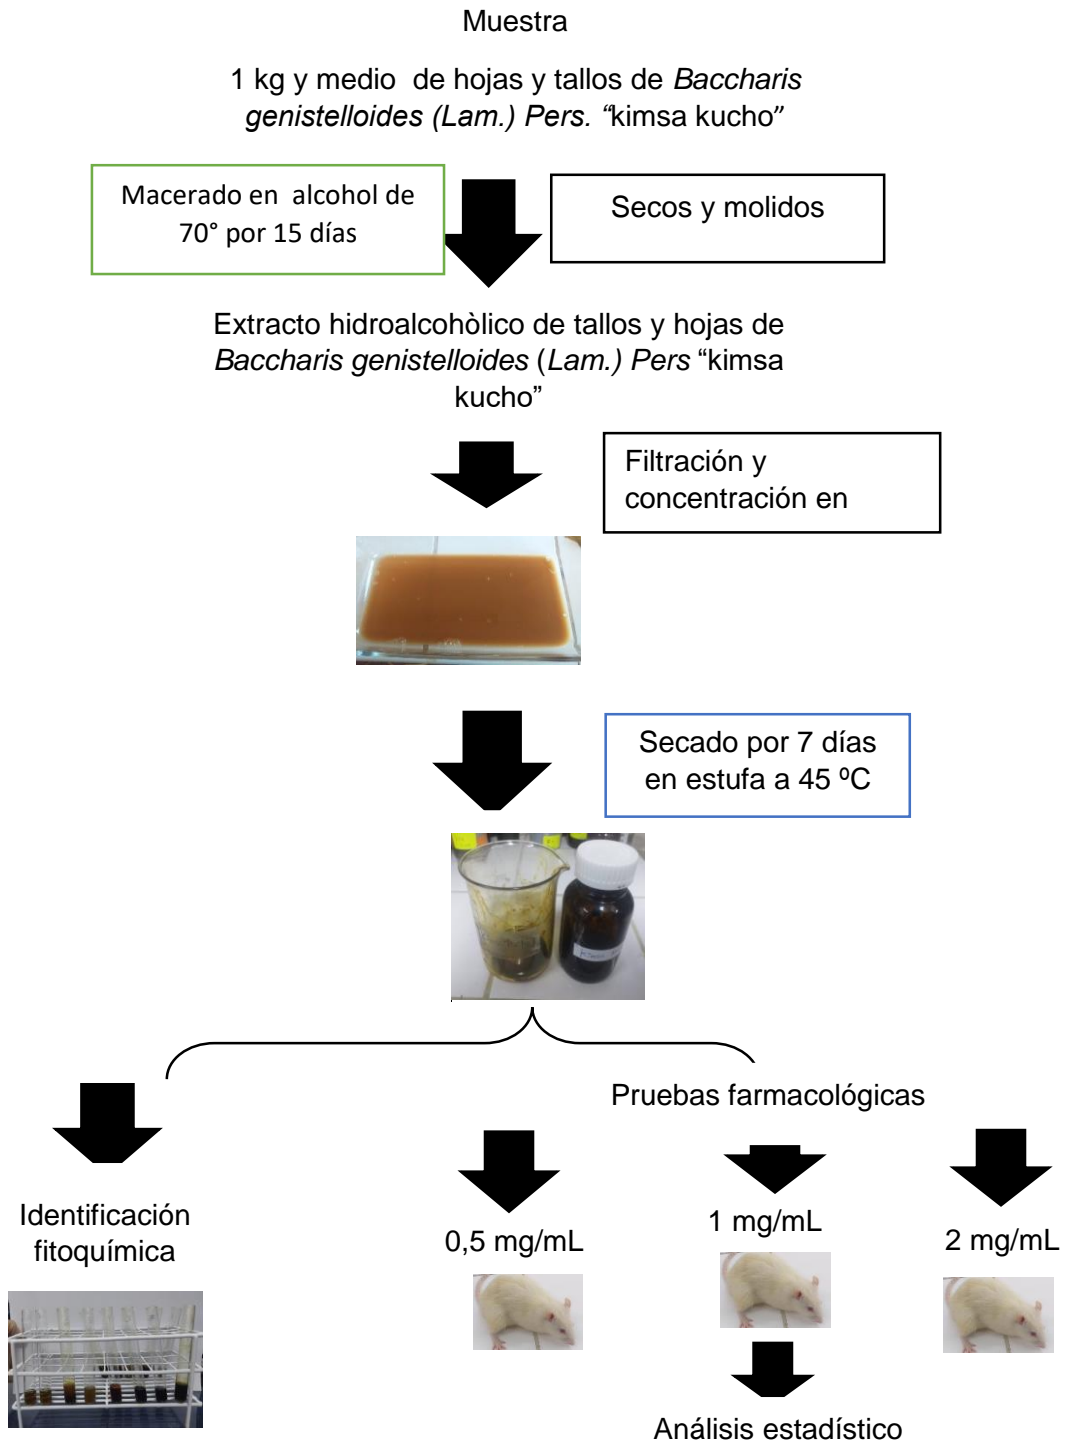 Muestra
1 kg y medio de hojas y tallos de Baccharis
genistelloides (Lam.) Pers. “kimsa kucho”
Macerado en alcohol de
70° por 15 días
Secos y molidos
Extracto hidroalcohòlico de tallos y hojas de
Baccharis genistelloides (Lam.) Pers “kimsa
kucho”
Filtración y
concentración en
Secado por 7 días
en estufa a 45 ºC
Pruebas farmacológicas
Identificación
fitoquímica
0,5 mg/mL
1 mg/mL
2 mg/mL
Análisis estadístico